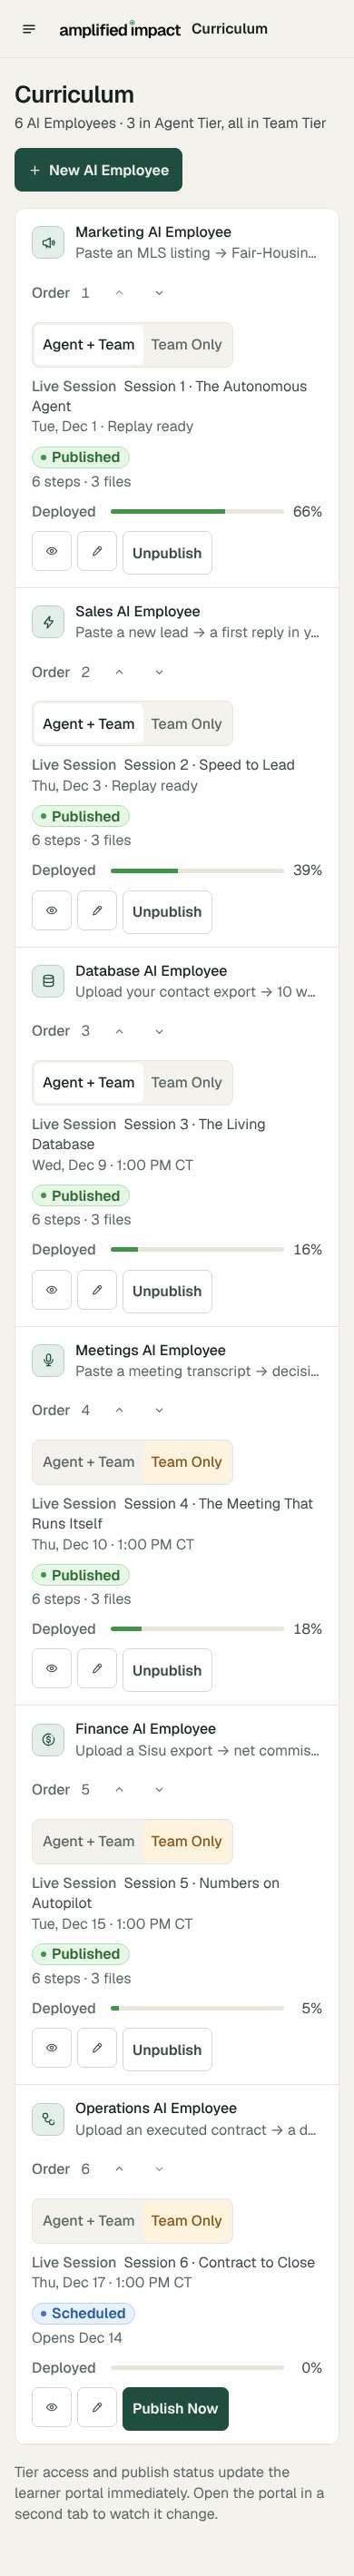 amplified impact Curriculum
Curriculum
6 AI Employees · 3 in Agent Tier, all in Team Tier
+ New AI Employee
Marketing AI Employee
Paste an MLS listing → Fair-Housin...
Order 1
Agent + Team Team Only
Live Session Session 1 · The Autonomous
Agent
Tue, Dec 1 · Replay ready
Published
6 steps · 3 files
Deployed 66%
Unpublish
Sales AI Employee
Paste a new lead → a first reply in y...
Order 2
Agent + Team Team Only
Live Session Session 2 · Speed to Lead
Thu, Dec 3 · Replay ready
Published
6 steps · 3 files
Deployed 39%
Unpublish
Database AI Employee
Upload your contact export → 10 w...
Order 3
Agent + Team Team Only
Live Session Session 3 · The Living
Database
Wed, Dec 9 · 1:00 PM CT
Published
6 steps · 3 files
Deployed 16%
Unpublish
Meetings AI Employee
Paste a meeting transcript → decisi...
Order 4
Agent + Team Team Only
Live Session Session 4 · The Meeting That
Runs Itself
Thu, Dec 10 · 1:00 PM CT
Published
6 steps · 3 files
Deployed 18%
Unpublish
Finance AI Employee
Upload a Sisu export → net commis...
Order 5
Agent + Team Team Only
Live Session Session 5 · Numbers on
Autopilot
Tue, Dec 15 · 1:00 PM CT
Published
6 steps · 3 files
Deployed 5%
Unpublish
Operations AI Employee
Upload an executed contract → a d...
Order 6
Agent + Team Team Only
Live Session Session 6 · Contract to Close
Thu, Dec 17 · 1:00 PM CT
Scheduled
Opens Dec 14
Deployed 0%
Publish Now
Tier access and publish status update the
learner portal immediately. Open the portal in a
second tab to watch it change.